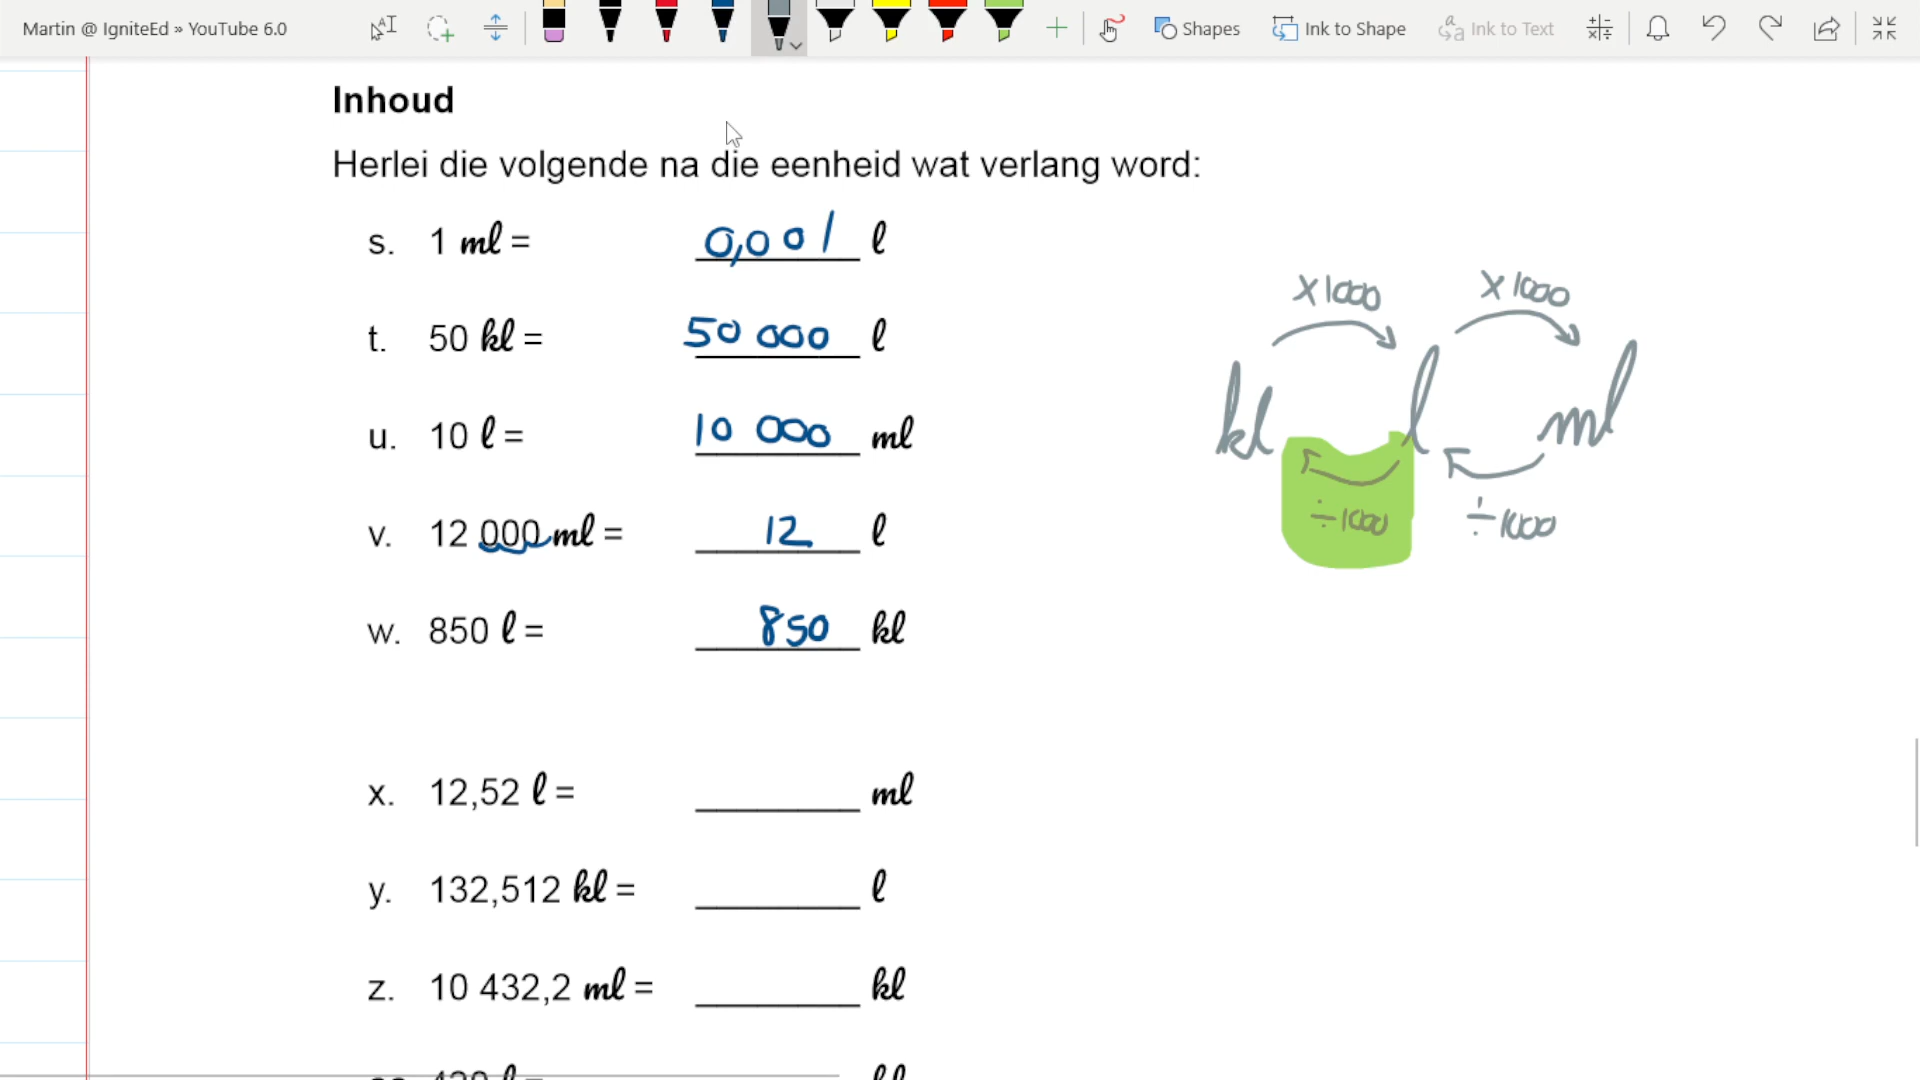 Martin @ IgniteEd » YouTube 6.0
Shapes
Ink to Shape
Ink to Text
Inhoud
Herlei die volgende na die eenheid wat verlang word:
s. 1 ml = 0,001 l
t. 50 kl = 50 000 l
u. 10 l = 10 000 ml
v. 12 000 ml = 12 l
w. 850 l = 850 kl
x. 12,52 l = ________ ml
y. 132,512 kl = ________ l
z. 10 432,2 ml = ________ kl
x1000 x1000
kl l ml
÷1000 ÷1000